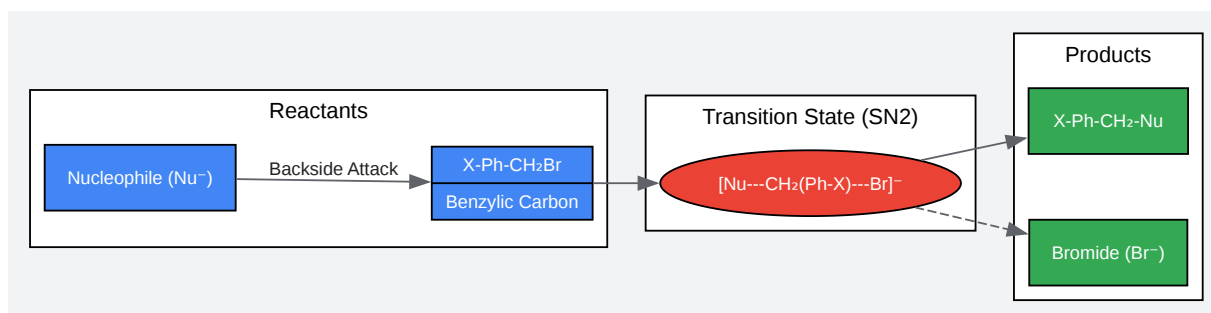 Reactants
Nucleophile (Nu⁻)
Backside Attack
X-Ph-CH₂Br
Benzylic Carbon
Transition State (SN2)
[Nu---CH₂(Ph-X)---Br]⁻
Products
X-Ph-CH₂-Nu
Bromide (Br⁻)